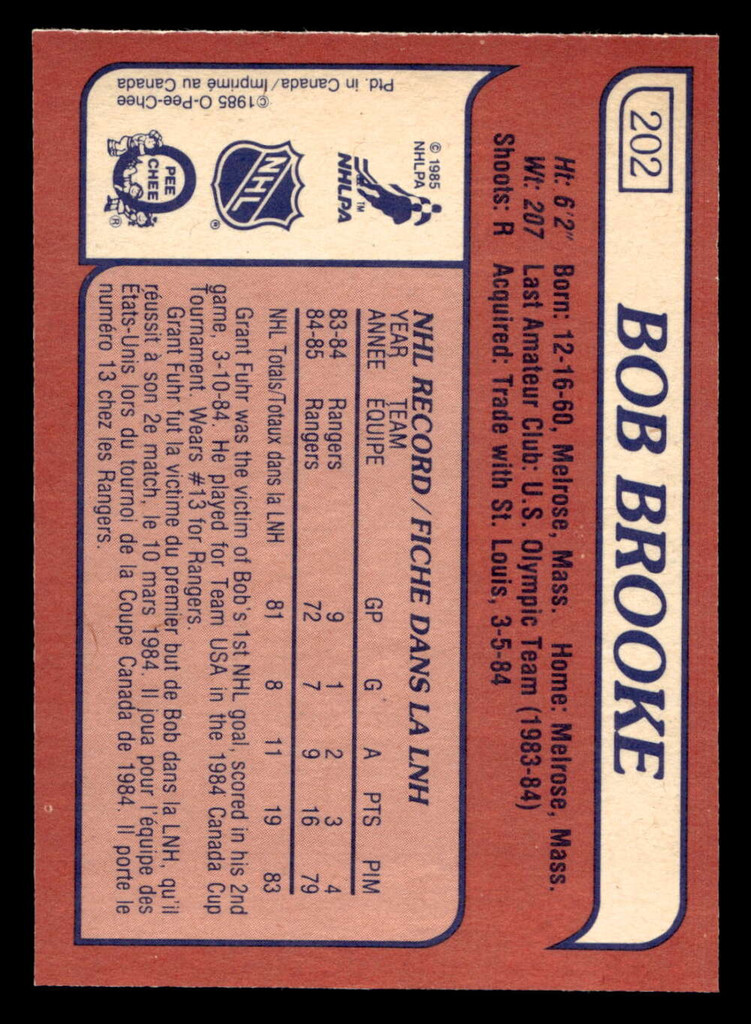 202
BOB BROOKE
Ht: 6'2" Born: 12-16-60, Melrose, Mass. Home: Melrose, Mass.
Wt: 207 Last Amateur Club: U.S. Olympic Team (1983-84)
Shoots: R Acquired: Trade with St. Louis, 3-5-84
© 1985
NHLPA
NHLPA
TM
NHL
®
O
PEE
CHEE
®
©1985 O-Pee-Chee
Ptd. in Canada/Imprimé au Canada
NHL RECORD/FICHE DANS LA LNH
YEAR TEAM
ANNÉE ÉQUIPE GP G A PTS PIM
83-84 Rangers 9 1 2 3 4
84-85 Rangers 72 7 9 16 79
NHL Totals/Totaux dans la LNH 81 8 11 19 83
Grant Fuhr was the victim of Bob's 1st NHL goal, scored in his 2nd
game, 3-10-84. He played for Team USA in the 1984 Canada Cup
Tournament. Wears #13 for Rangers.
Grant Fuhr fut la victime du premier but de Bob dans la LNH, qu'il
réussit à son 2e match, le 10 mars 1984. Il joua pour l'équipe des
États-Unis lors du tournoi de la Coupe Canada de 1984. Il porte le
numéro 13 chez les Rangers.